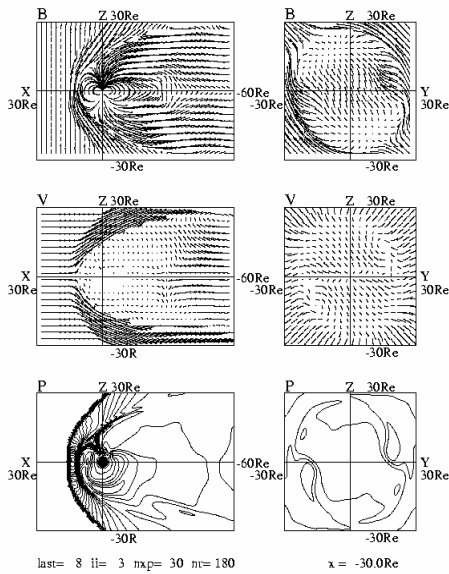 B Z 30Re B Z 30Re
X -60Re Y
30Re -30Re 30Re
-30Re -30Re
V Z 30Re V Z 30Re
X -60Re Y
30Re -30Re 30Re
-30R -30Re
P Z 30Re P Z 30Re
X -60Re Y
30Re -30Re 30Re
-30R -30Re
last= 8 ii= 3 nxp= 30 nr= 180 x = -30.0Re